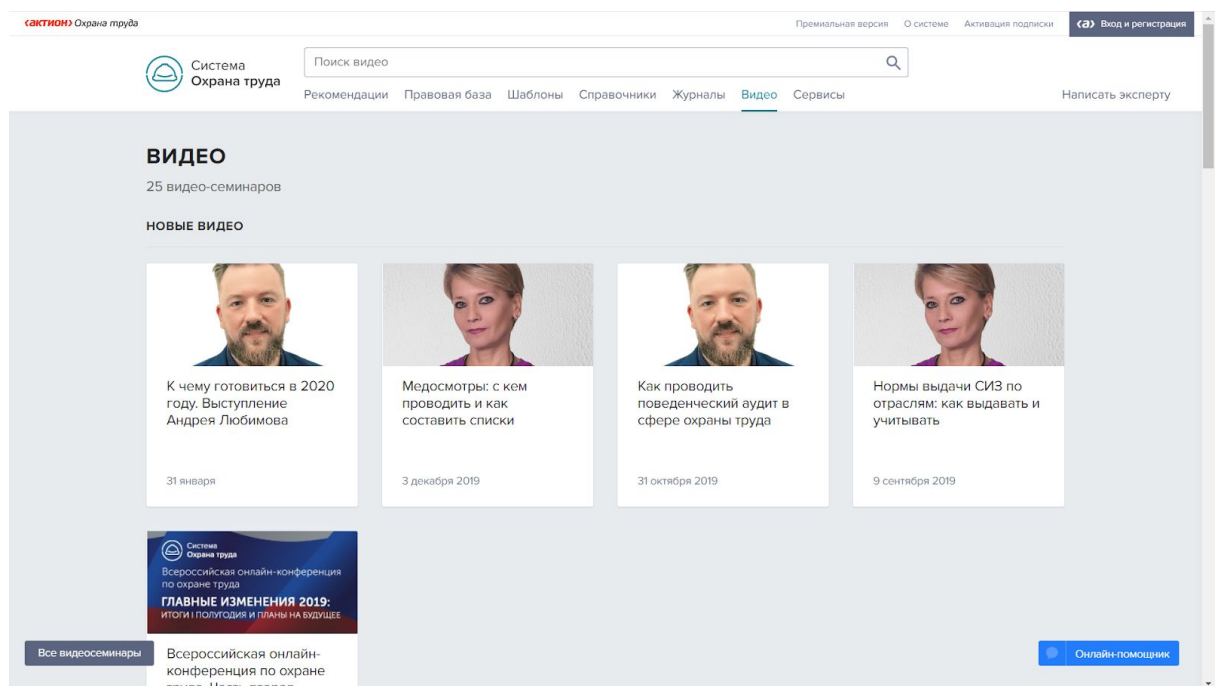 ‹актион› Охрана труда
Премиальная версия О системе Активация подписки ‹а› Вход и регистрация
Система
Охрана труда
Поиск видео
Рекомендации Правовая база Шаблоны Справочники Журналы Видео Сервисы Написать эксперту
ВИДЕО
25 видео-семинаров
НОВЫЕ ВИДЕО
К чему готовиться в 2020
году. Выступление
Андрея Любимова
31 января
Медосмотры: с кем
проводить и как
составить списки
3 декабря 2019
Как проводить
поведенческий аудит в
сфере охраны труда
31 октября 2019
Нормы выдачи СИЗ по
отраслям: как выдавать и
учитывать
9 сентября 2019
Система
Охрана труда
Всероссийская онлайн-конференция
по охране труда
ГЛАВНЫЕ ИЗМЕНЕНИЯ 2019:
ИТОГИ I ПОЛУГОДИЯ И ПЛАНЫ НА БУДУЩЕЕ
Всероссийская онлайн-
конференция по охране
Все видеосеминары
Онлайн-помощник